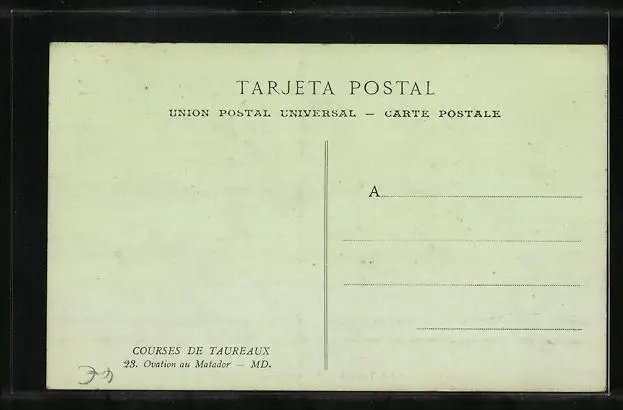 TARJETA POSTAL
UNION POSTAL UNIVERSAL — CARTE POSTALE
A
COURSES DE TAUREAUX
23. Ovation au Matador — MD.